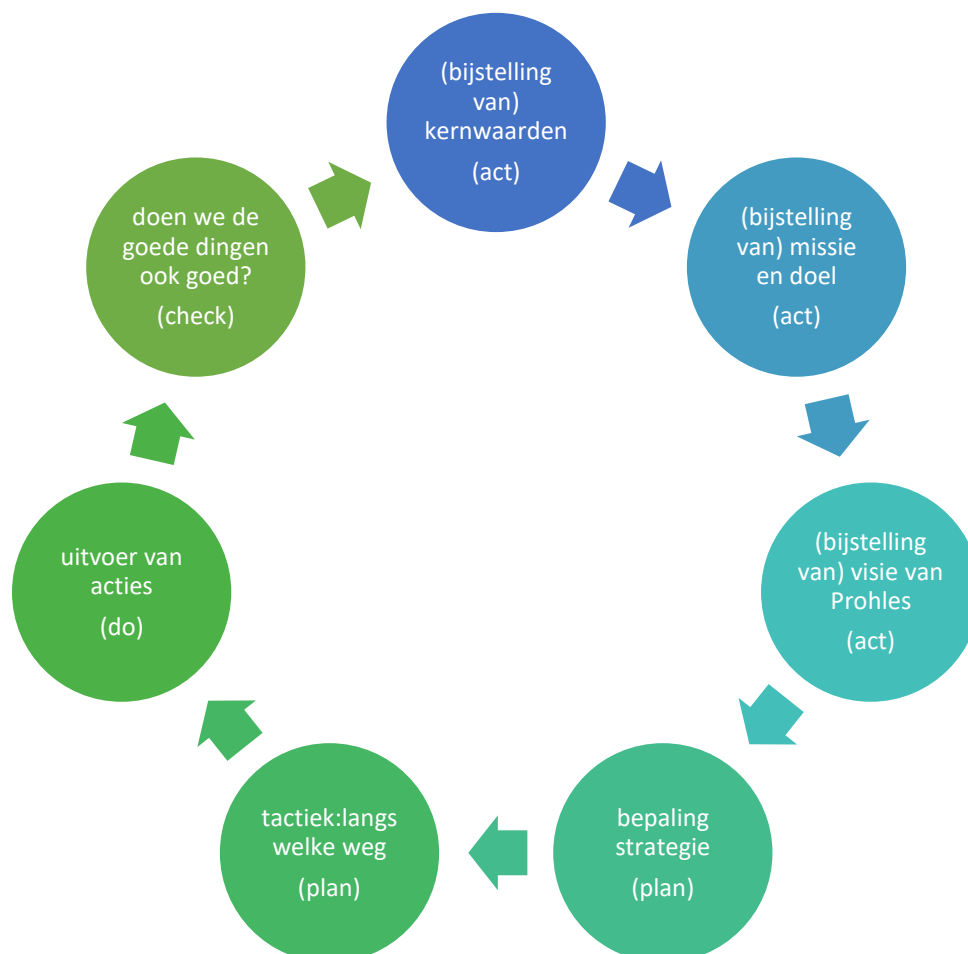 (bijstelling
van)
kernwaarden
(act)
(bijstelling
van) missie
en doel
(act)
(bijstelling
van) visie van
Prohles
(act)
bepaling
strategie
(plan)
tactiek:langs
welke weg
(plan)
uitvoer van
acties
(do)
doen we de
goede dingen
ook goed?
(check)